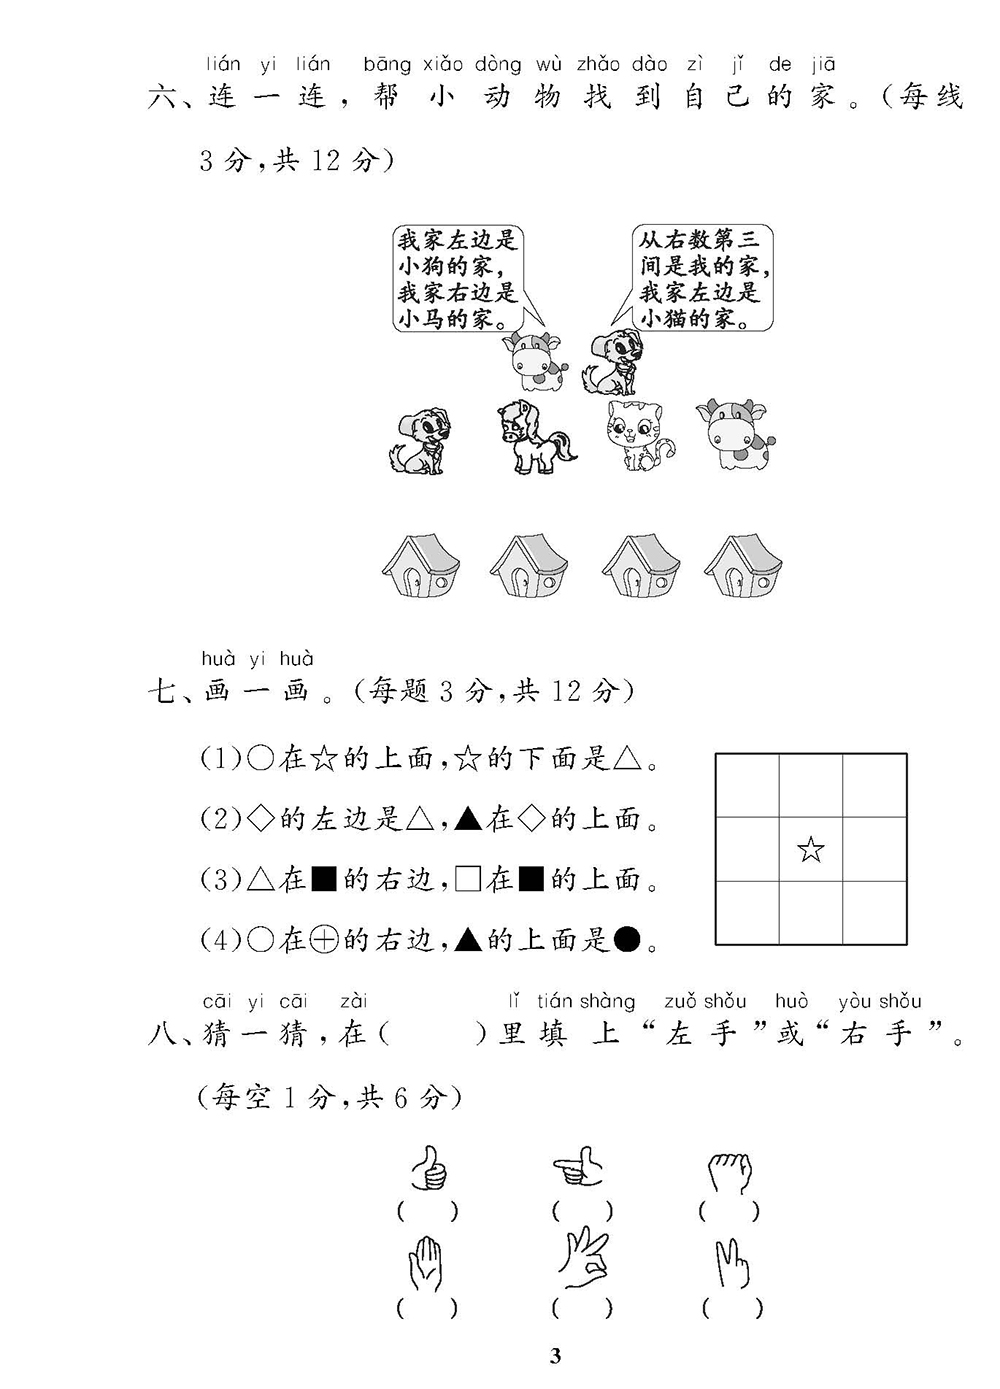 lián yi lián bāng xiǎo dòng wù zhǎo dào zì jǐ de jiā
六、连一连，帮小动物找到自己的家。（每线
3分，共12分）
我家左边是
小狗的家，
我家右边是
小马的家。
从右数第三
间是我的家，
我家左边是
小猫的家。
huà yi huà
七、画一画。（每题3分，共12分）
(1)○在☆的上面，☆的下面是△。
(2)◇的左边是△，▲在◇的上面。
(3)△在■的右边，□在■的上面。
(4)○在⊕的右边，▲的上面是●。
☆
cāi yi cāi zài lǐ tián shàng zuǒ shǒu huò yòu shǒu
八、猜一猜，在（ ）里填上“左手”或“右手”。
（每空1分，共6分）
（ ） （ ） （ ）
（ ） （ ） （ ）
3